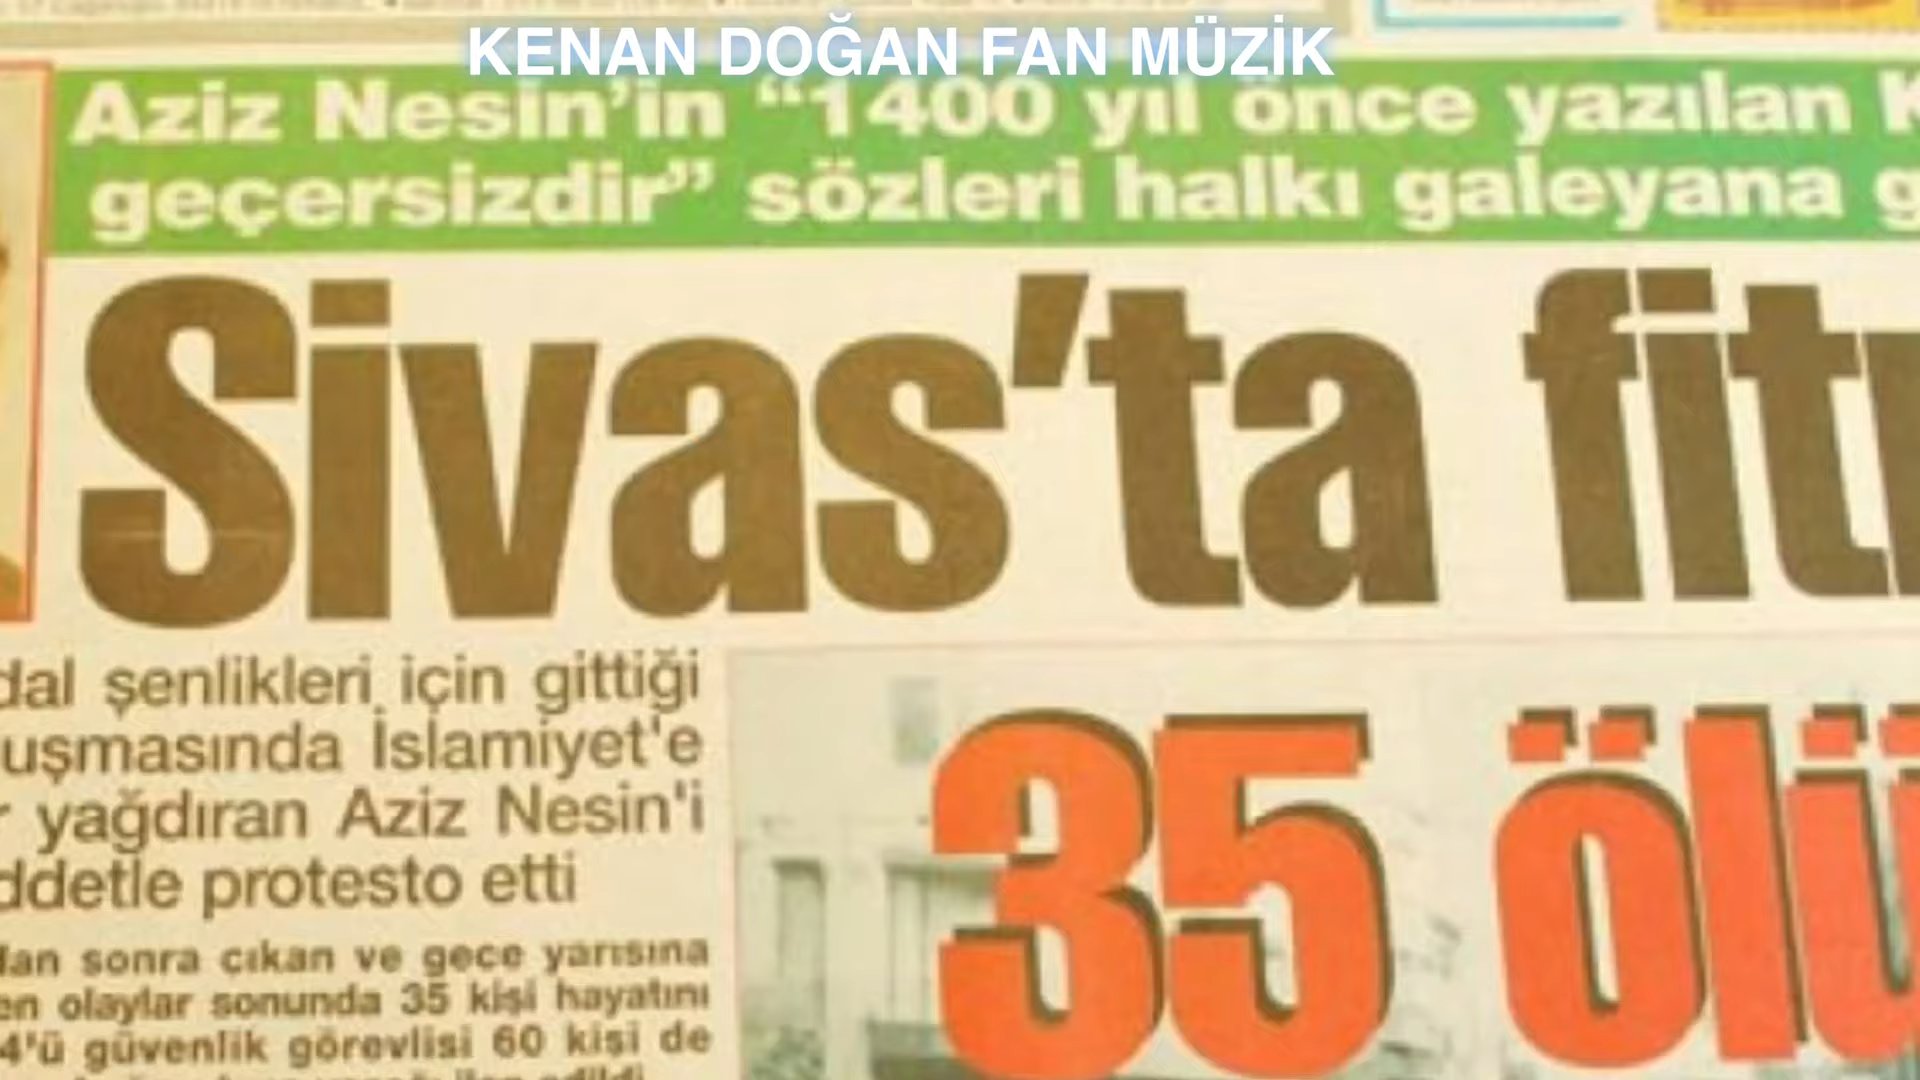 KENAN DOĞAN FAN MÜZİK
Aziz Nesin'in “1400 yıl önce yazılan
geçersizdir” sözleri halkı galeyana
Sivas'ta fit
dal şenlikleri için gittiği
uşmasında İslamiyet'e
yağdıran Aziz Nesin'i
ddetle protesto etti
35 ölü
dan sonra çıkan ve gece yarısına
en olaylar sonunda 35 kişi hayatını
4'ü güvenlik görevlisi 60 kişi de